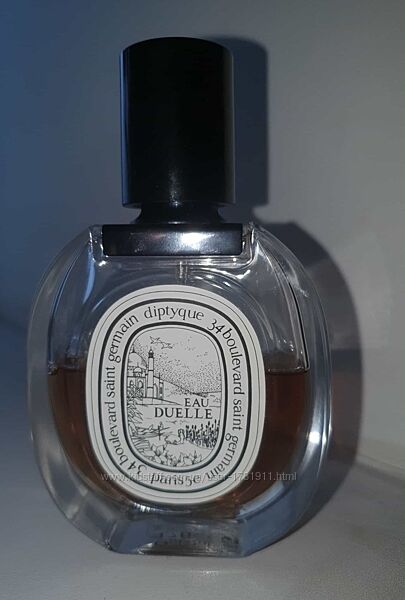 34 boulevard saint germain diptyque 34 boulevard saint germain
EAU
DUELLE
paris 5e